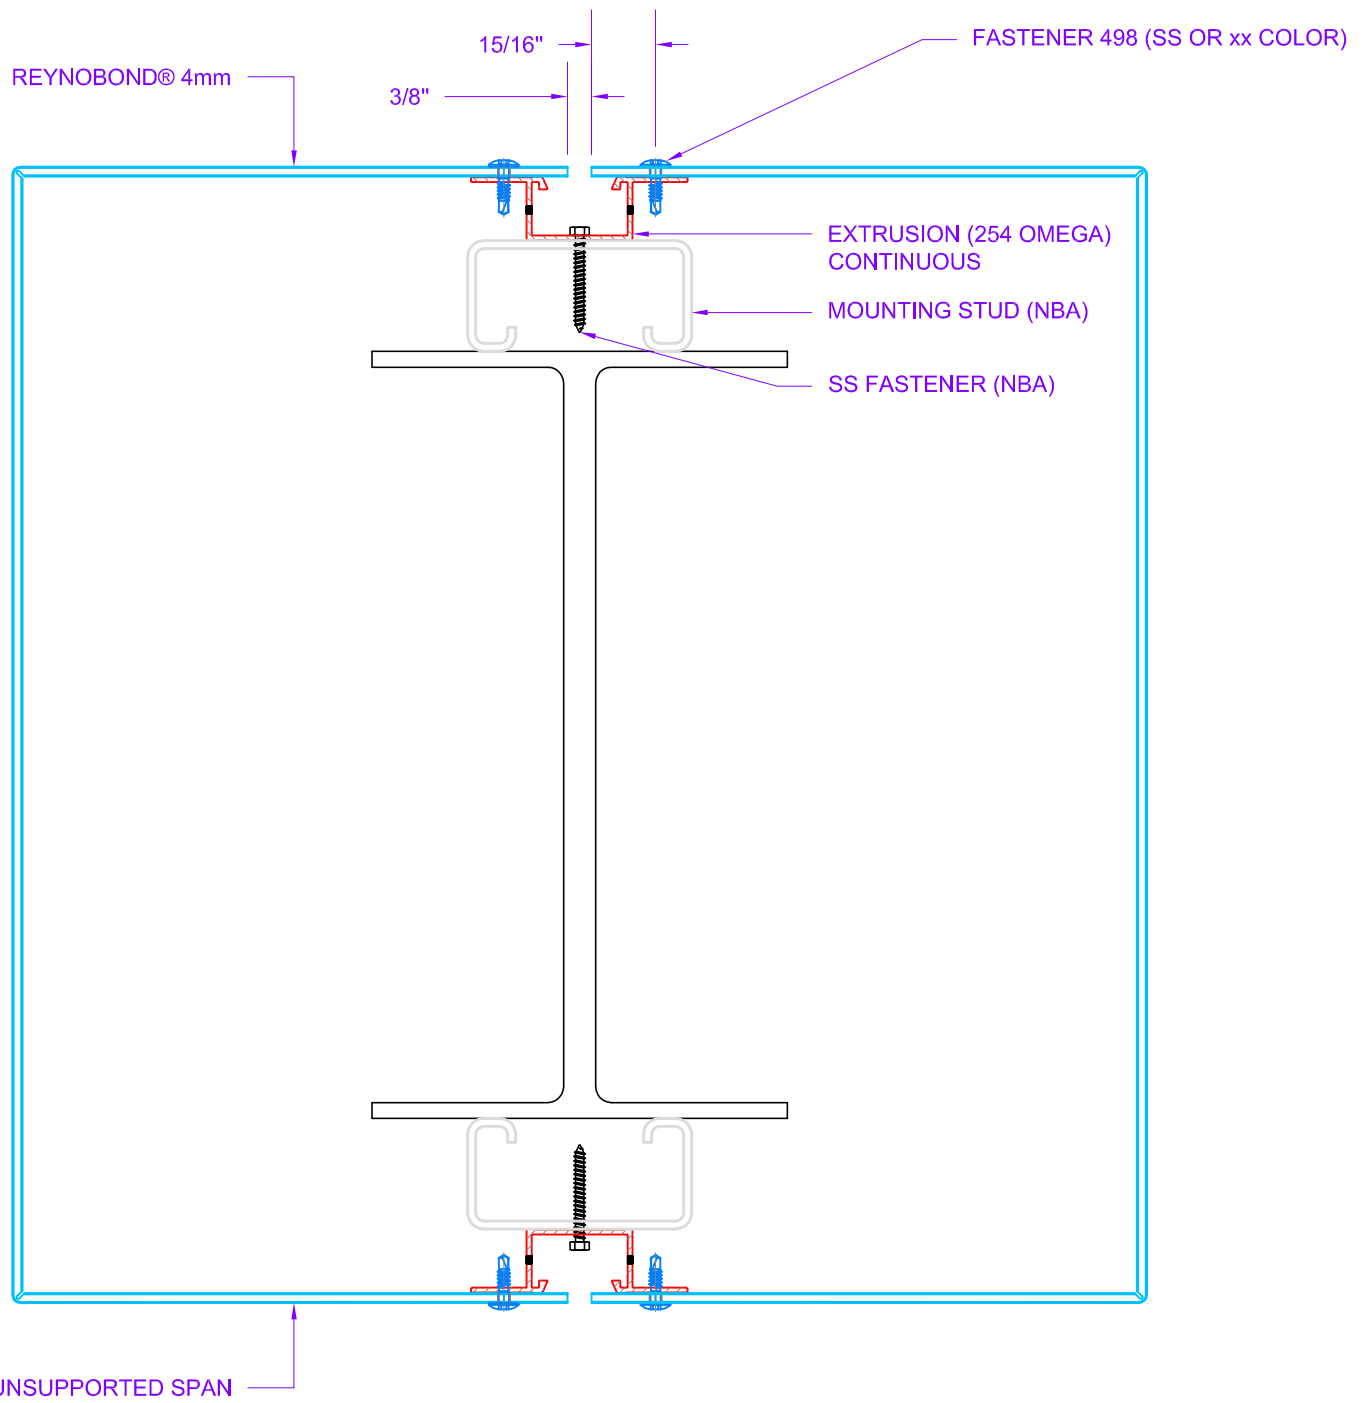 15/16"
FASTENER 498 (SS OR xx COLOR)
REYNOBOND® 4mm
3/8"
EXTRUSION (254 OMEGA)
CONTINUOUS
MOUNTING STUD (NBA)
SS FASTENER (NBA)
UNSUPPORTED SPAN